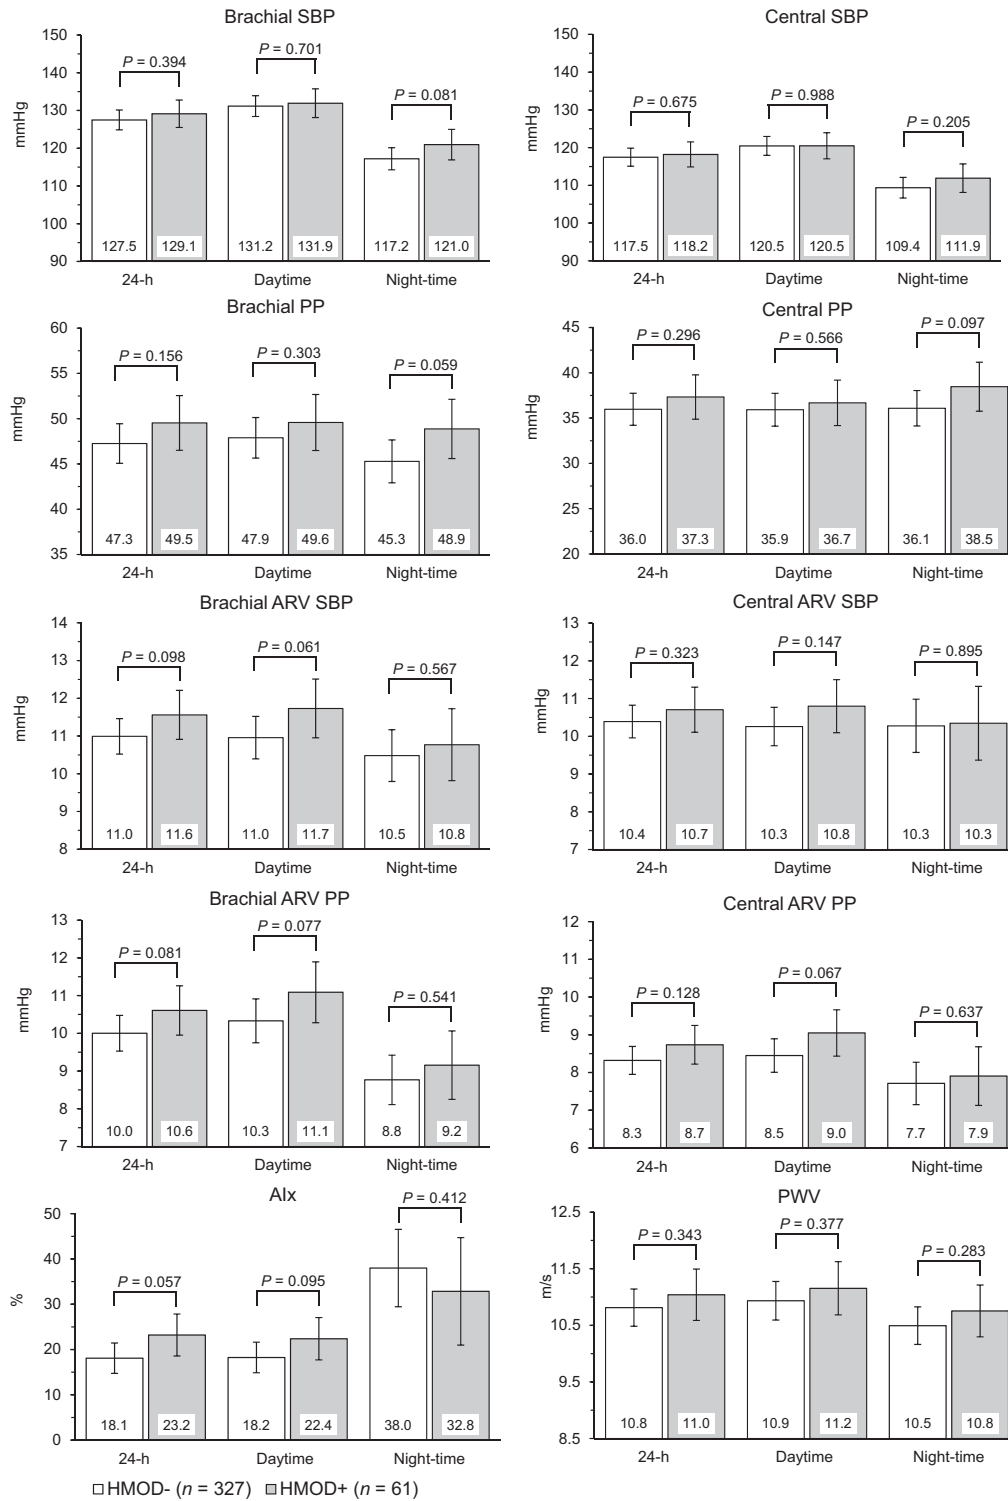 Brachial SBP
150
140
130
120
110
100
90
mmHg
P = 0.394
P = 0.701
P = 0.081
127.5 129.1 131.2 131.9 117.2 121.0
24-h Daytime Night-time
Central SBP
150
130
120
110
100
90
mmHg
P = 0.675
P = 0.988
P = 0.205
117.5 118.2 120.5 120.5 109.4 111.9
24-h Daytime Night-time
Brachial PP
60
55
50
45
40
35
mmHg
P = 0.156
P = 0.303
P = 0.059
47.3 49.5 47.9 49.6 45.3 48.9
24-h Daytime Night-time
Central PP
45
40
35
30
25
20
mmHg
P = 0.296
P = 0.566
P = 0.097
36.0 37.3 35.9 36.7 36.1 38.5
24-h Daytime Night-time
Brachial ARV SBP
14
13
12
11
10
9
8
mmHg
P = 0.098
P = 0.061
P = 0.567
11.0 11.6 11.0 11.7 10.5 10.8
24-h Daytime Night-time
Central ARV SBP
13
12
11
10
9
8
7
mmHg
P = 0.323
P = 0.147
P = 0.895
10.4 10.7 10.3 10.8 10.3 10.3
24-h Daytime Night-time
Brachial ARV PP
13
12
11
10
9
8
7
mmHg
P = 0.081
P = 0.077
P = 0.541
10.0 10.6 10.3 11.1 8.8 9.2
24-h Daytime Night-time
Central ARV PP
12
11
10
9
8
7
6
mmHg
P = 0.128
P = 0.067
P = 0.637
8.3 8.7 8.5 9.0 7.7 7.9
24-h Daytime Night-time
AIx
50
40
30
20
10
0
%
P = 0.057
P = 0.095
P = 0.412
18.1 23.2 18.2 22.4 38.0 32.8
24-h Daytime Night-time
PWV
12.5
11.5
10.5
9.5
8.5
m/s
P = 0.343
P = 0.377
P = 0.283
10.8 11.0 10.9 11.2 10.5 10.8
24-h Daytime Night-time
HMOD- (n = 327) HMOD+ (n = 61)